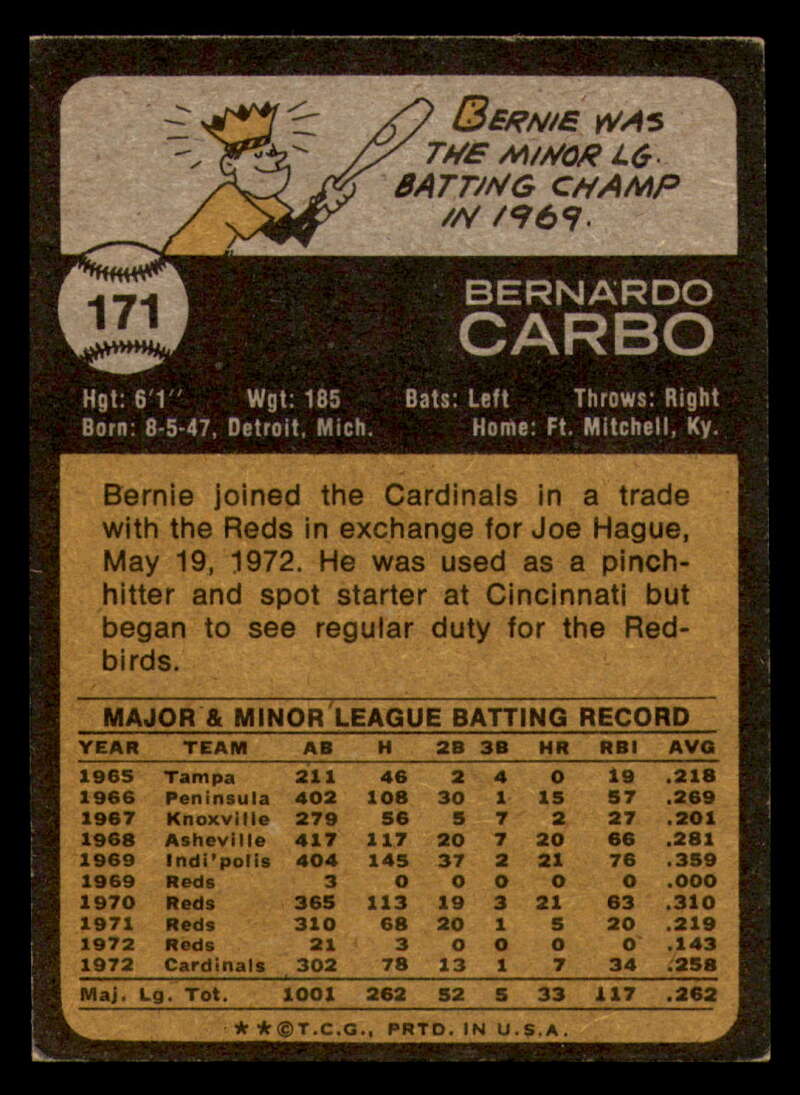 BERNIE WAS
THE MINOR LG.
BATTING CHAMP
IN 1969.
171
BERNARDO
CARBO
Hgt: 6'1" Wgt: 185 Bats: Left Throws: Right
Born: 8-5-47, Detroit, Mich. Home: Ft. Mitchell, Ky.
Bernie joined the Cardinals in a trade
with the Reds in exchange for Joe Hague,
May 19, 1972. He was used as a pinch-
hitter and spot starter at Cincinnati but
began to see regular duty for the Red-
birds.
MAJOR & MINOR LEAGUE BATTING RECORD
YEAR TEAM AB H 2B 3B HR RBI AVG
1965 Tampa 211 46 2 4 0 19 .218
1966 Peninsula 402 108 30 1 15 57 .269
1967 Knoxville 279 56 5 7 2 27 .201
1968 Asheville 417 117 20 7 20 66 .281
1969 Indi'polis 404 145 37 2 21 76 .359
1969 Reds 3 0 0 0 0 0 .000
1970 Reds 365 113 19 3 21 63 .310
1971 Reds 310 68 20 1 5 20 .219
1972 Reds 21 3 0 0 0 0 .143
1972 Cardinals 302 78 13 1 7 34 .258
Maj. Lg. Tot. 1001 262 52 5 33 117 .262
★★©T.C.G., PRTD. IN U.S.A.